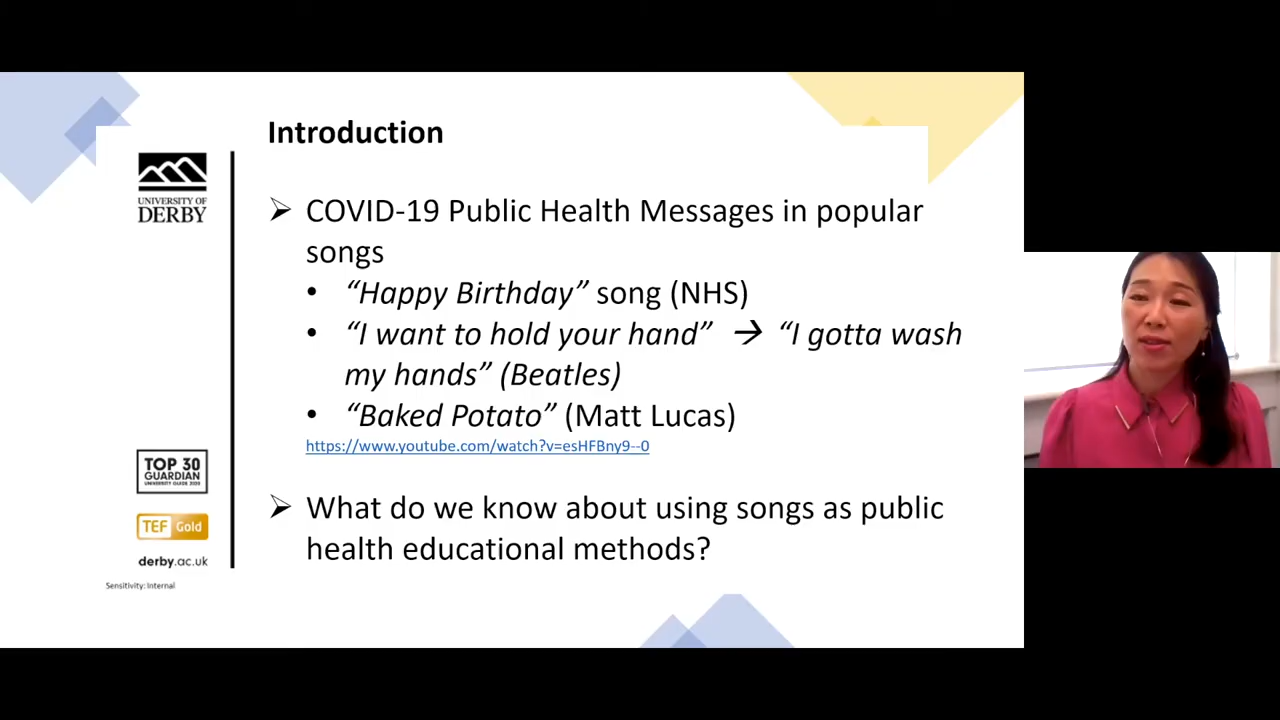 Introduction
UNIVERSITY OF
DERBY
➢ COVID-19 Public Health Messages in popular
songs
• “Happy Birthday” song (NHS)
• “I want to hold your hand” → “I gotta wash
my hands” (Beatles)
• “Baked Potato” (Matt Lucas)
https://www.youtube.com/watch?v=esHFBny9--0
TOP 30
GUARDIAN
UNIVERSITY GUIDE 2020
TEF Gold
➢ What do we know about using songs as public
health educational methods?
derby.ac.uk
Sensitivity: Internal